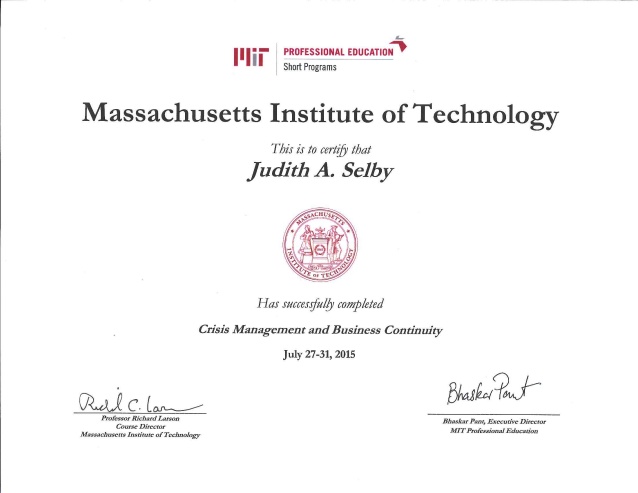 MIT
PROFESSIONAL EDUCATION
Short Programs
Massachusetts Institute of Technology
This is to certify that
Judith A. Selby
MASSACHUSETTS INSTITUTE OF TECHNOLOGY
Has successfully completed
Crisis Management and Business Continuity
July 27-31, 2015
Richard C. Larson
Professor Richard Larson
Course Director
Massachusetts Institute of Technology
Bhaskar Pant
Bhaskar Pant, Executive Director
MIT Professional Education